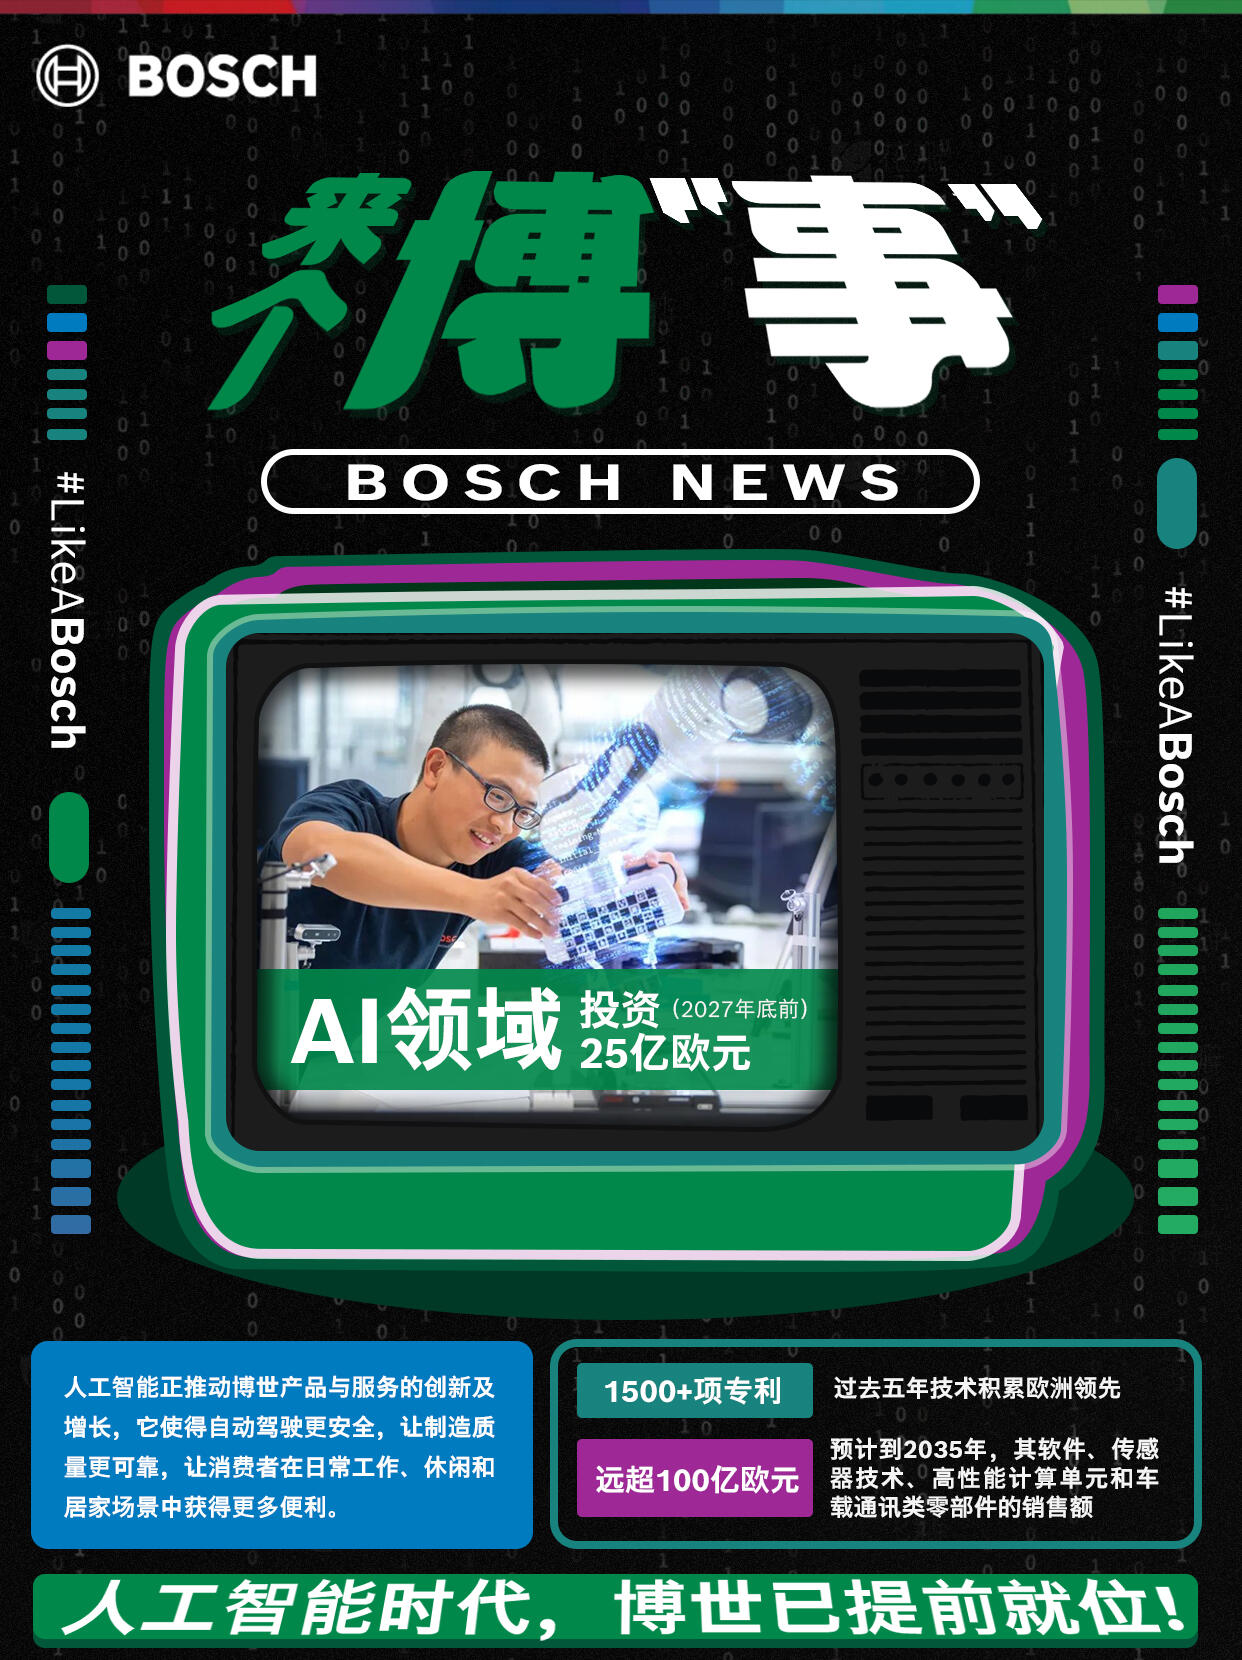 BOSCH
来个博“事”
BOSCH NEWS
#LikeABosch
#LikeABosch
AI领域
投资（2027年底前）
25亿欧元
人工智能正推动博世产品与服务的创新及
增长，它使得自动驾驶更安全，让制造质
量更可靠，让消费者在日常工作、休闲和
居家场景中获得更多便利。
1500+项专利
过去五年技术积累欧洲领先
远超100亿欧元
预计到2035年，其软件、传感
器技术、高性能计算单元和车
载通讯类零部件的销售额
人工智能时代，博世已提前就位！